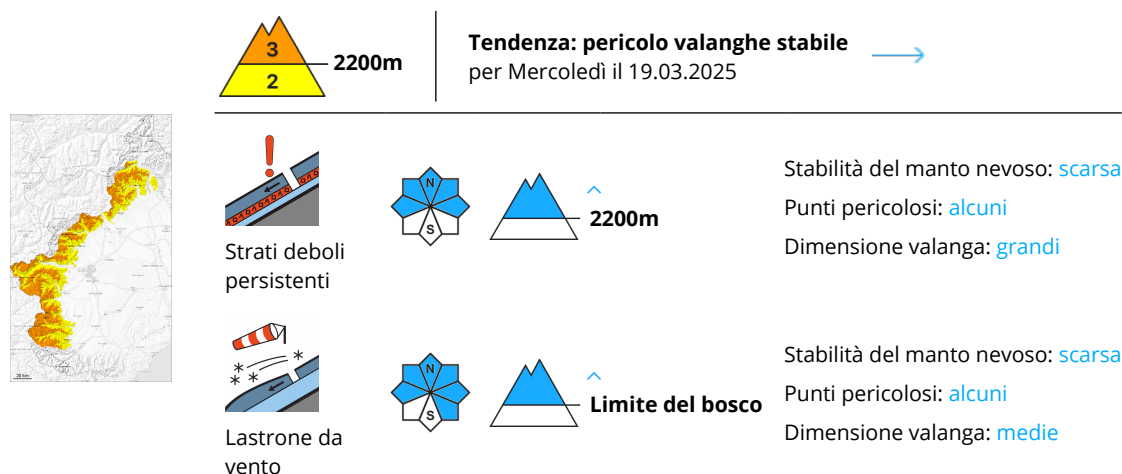 3
2
2200m
Tendenza: pericolo valanghe stabile
per Mercoledì il 19.03.2025
Strati deboli
persistenti
N
S
2200m
Stabilità del manto nevoso: scarsa
Punti pericolosi: alcuni
Dimensione valanga: grandi
Lastrone da
vento
N
S
Limite del bosco
Stabilità del manto nevoso: scarsa
Punti pericolosi: alcuni
Dimensione valanga: medie
20 km